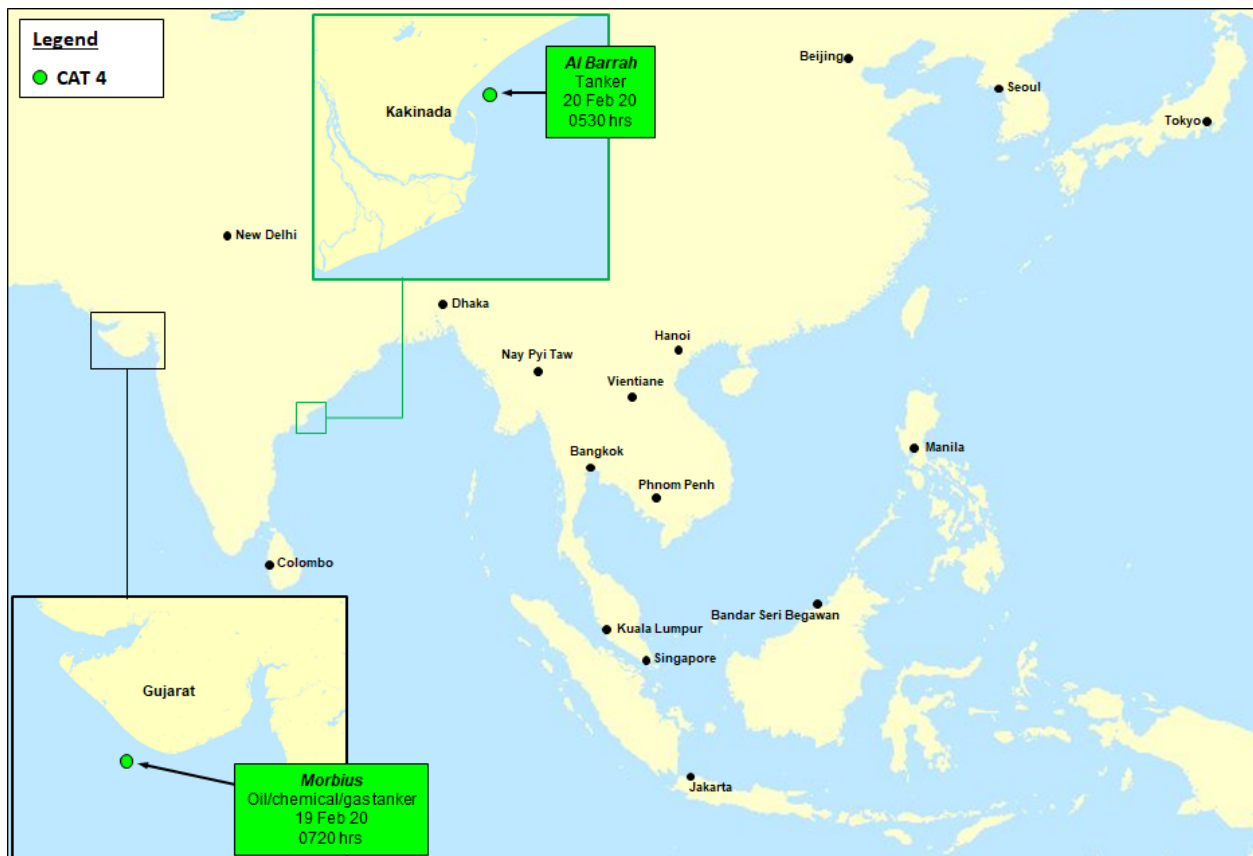 Legend
CAT 4
Al Barrah
Tanker
20 Feb 20
0530 hrs
Kakinada
Beijing
Seoul
Tokyo
New Delhi
Dhaka
Hanoi
Nay Pyi Taw
Vientiane
Manila
Bangkok
Phnom Penh
Colombo
Bandar Seri Begawan
Kuala Lumpur
Singapore
Gujarat
Morbius
Oil/chemical/gas tanker
19 Feb 20
0720 hrs
Jakarta